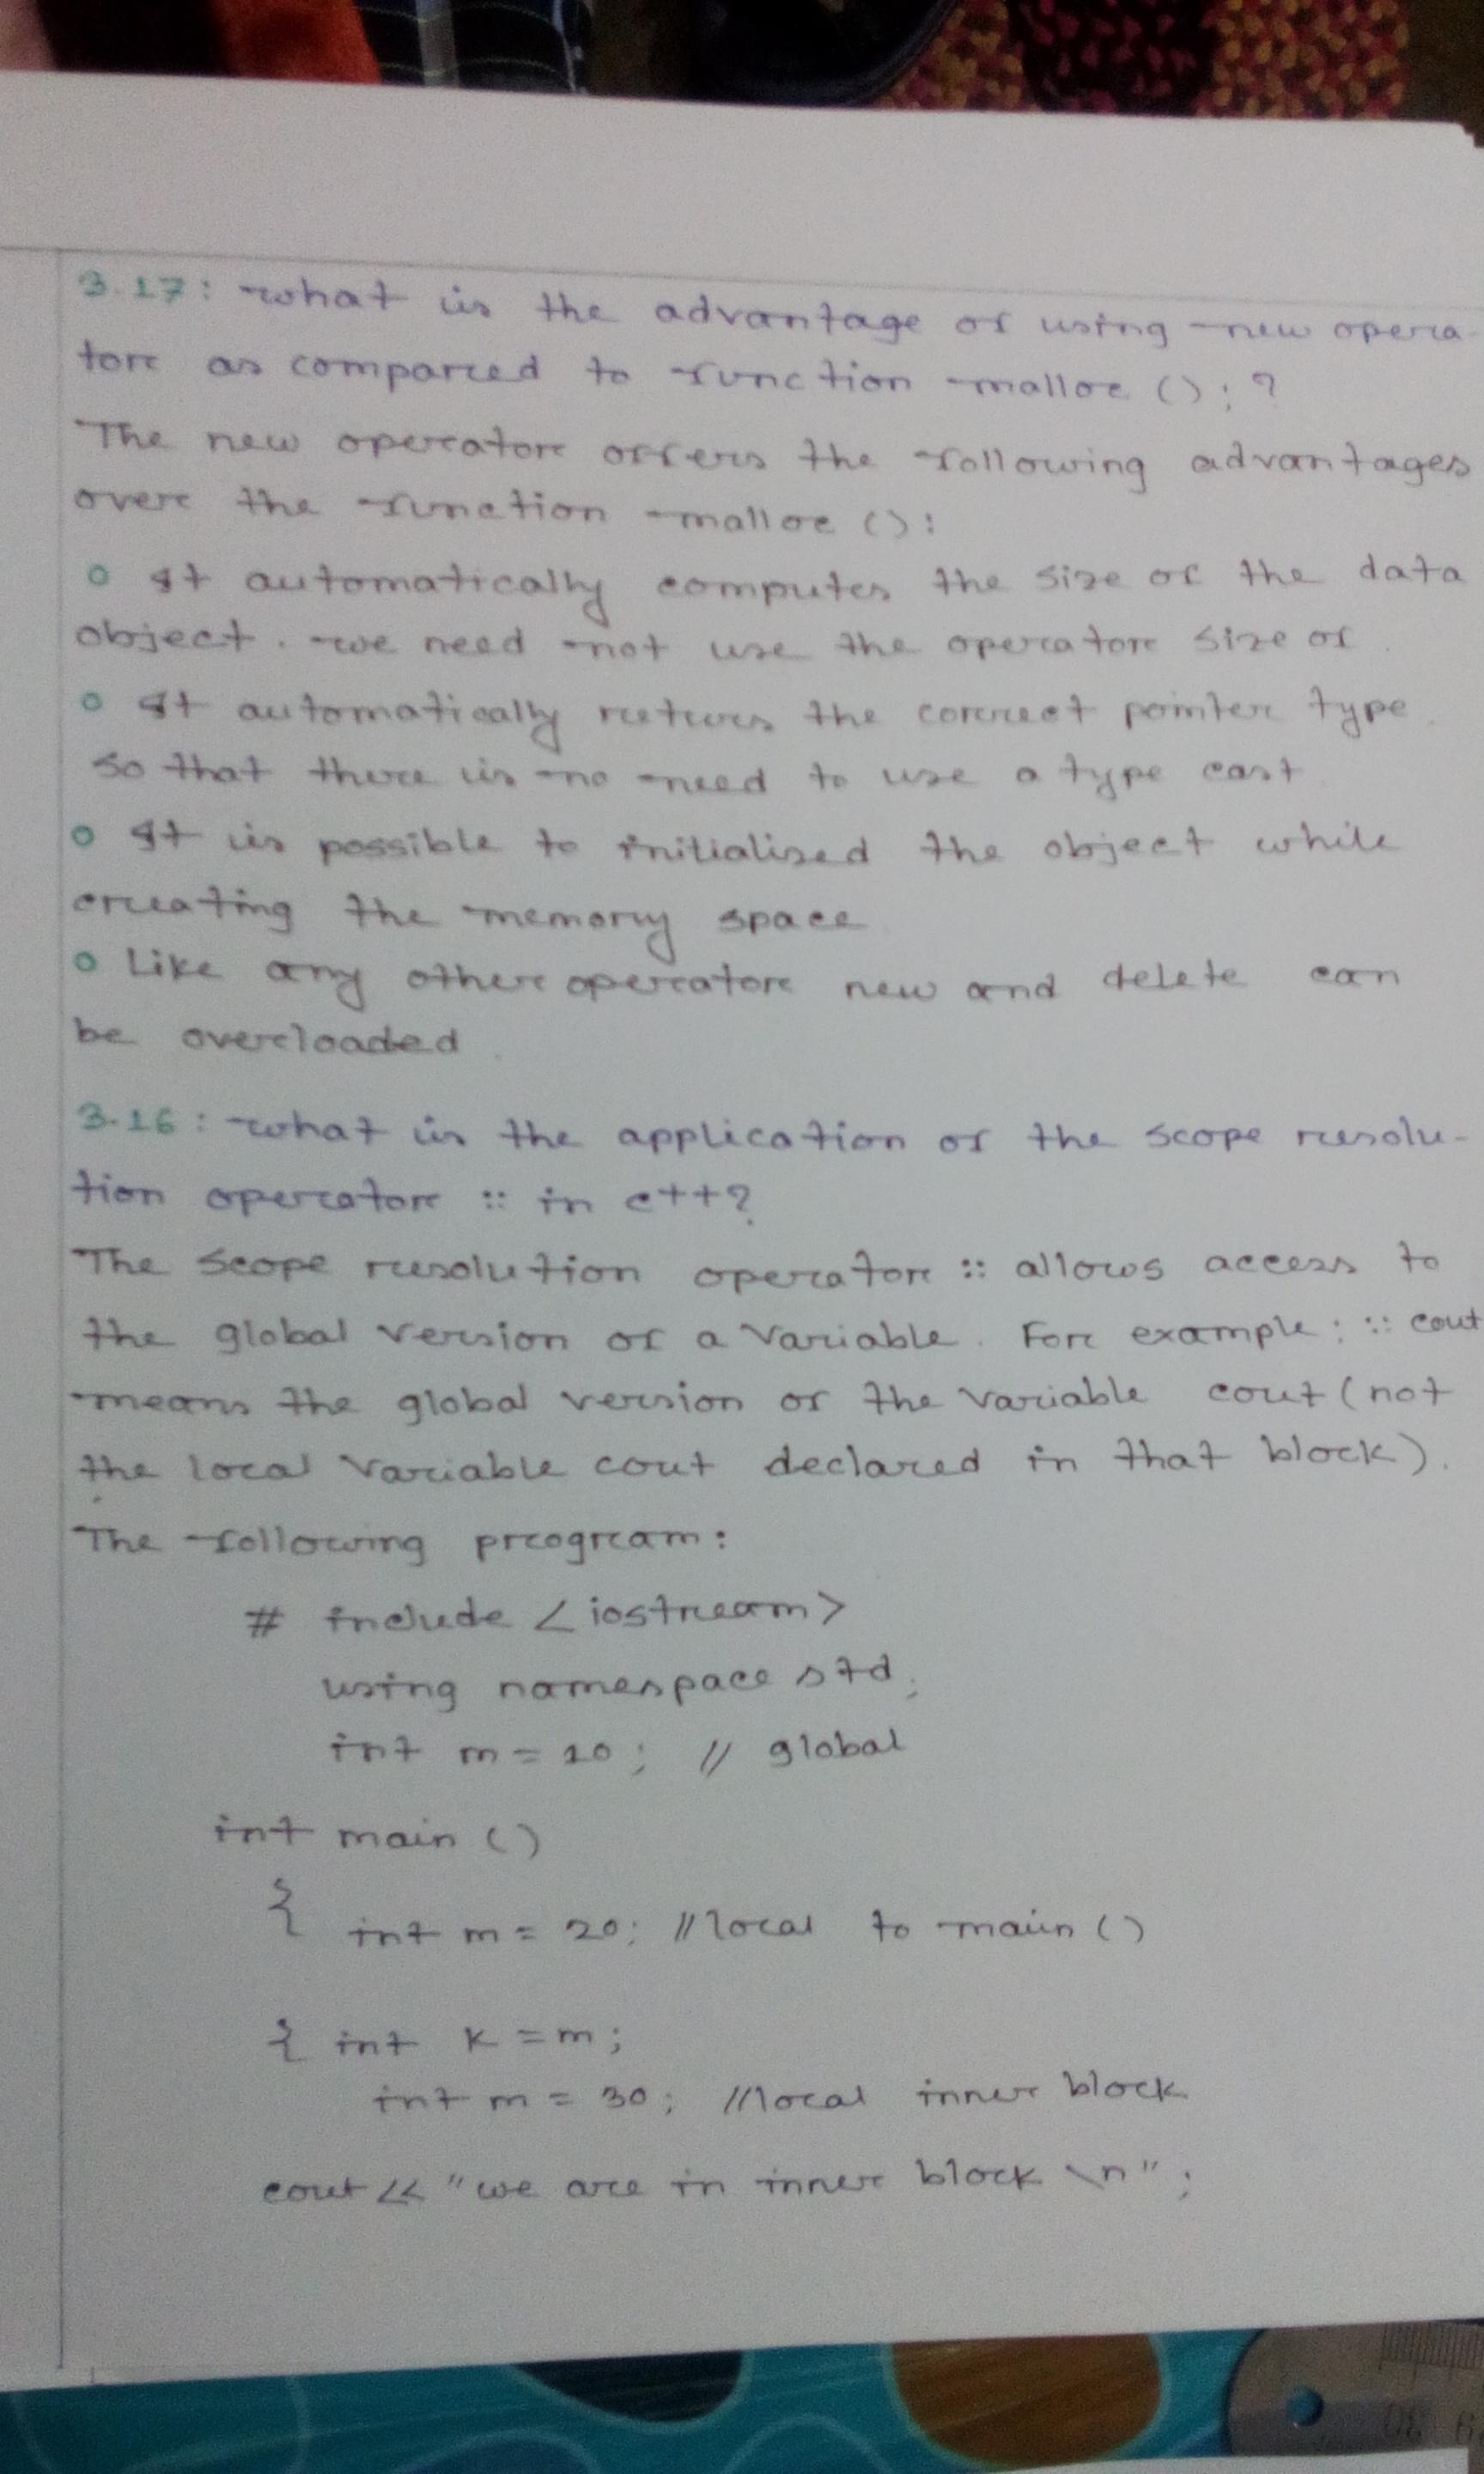 3.17: what is the advantage of using new opera-
tor as compared to function malloc (); ?
The new operator offers the following advantages
over the function malloc ():
o It automatically computes the size of the data
object. we need not use the operator size of.
o It automatically returs the correct pointer type.
so that there is no need to use a type cast.
o It is possible to initialised the object while
creating the memory space.
o Like any other operator new and delete can
be overloaded.
3.16: what is the application of the scope resolu-
tion operator :: in c++?
The scope resolution operator :: allows access to
the global version of a variable. For example: :: cout
means the global version of the variable cout (not
the local variable cout declared in that block).
The following program:
# include <iostream>
using namespace std;
int m = 10; // global
int main ()
{
int m = 20; // local to main ()
{ int k = m;
int m = 30; // local inner block
cout << "we are in inner block \n";
30